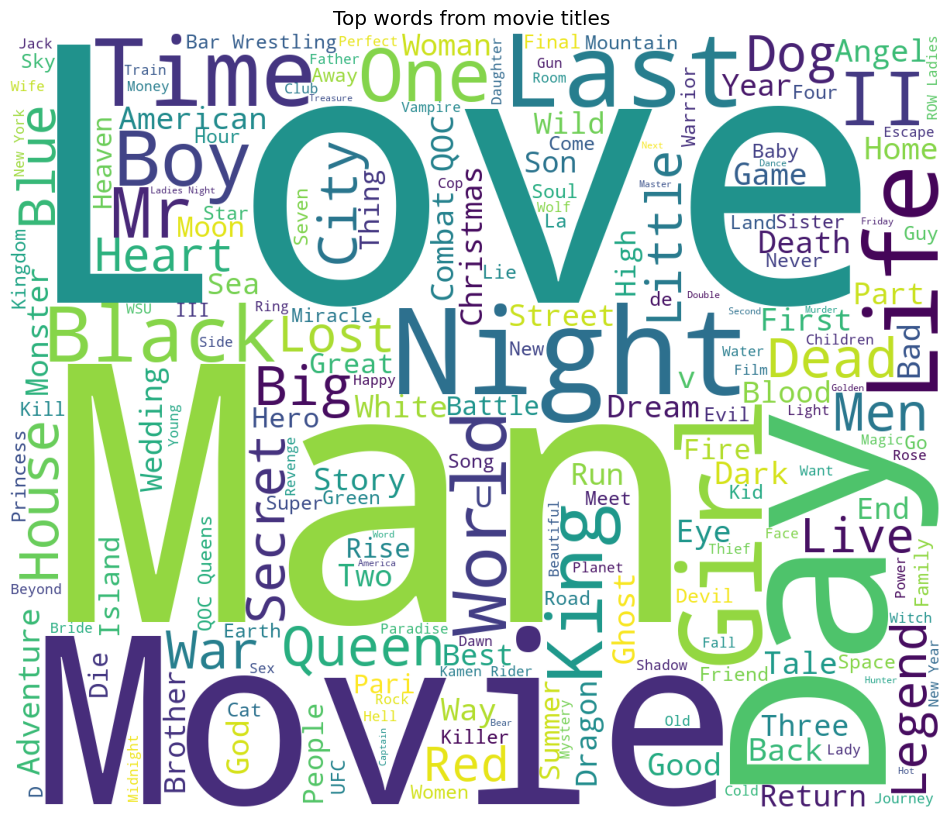 Top words from movie titles
Love
Man
Movie
Day
Night
Last
Time
One
Life
Black
Boy
Girl
World
King
II
Dog
Angel
Year
Four
Mountain
Final
Woman
Perfect
Father
Away
Club
Treasure
Bar Wrestling
Jack
Sky
Wife
Train
Money
American
Hour
New York
Blue
Heaven
Mr
Ladies Night
Star
Moon
Heart
Sea
Seven
City
Thing
Vampire
Daughter
Gun
Room
Warrior
ROW Ladies
Escape
Home
Wild
Come
Son
Next
Baby
Dance
Game
Combat QOC
Cop
Christmas
Soul
Wolf
La
Master
Little
Land
Sister
Friday
Death
Never
Guy
High
de
Double
Lie
Kingdom
Monster
WSU
III
Ring
Miracle
Side
Lost
Street
New
Second
Murder
First
Part
Children
Water
Film
Dead
Bad
Golden
Great
Happy
v
Big
White
Battle
Dream
Evil
Blood
Light
Men
Kill
Princess
House
Wedding
Young
Hero
Secret
Revenge
Super
Story
Green
Song
Run
Meet
Fire
Dark
Kid
Want
Magic
Go
Rose
End
Live
Eye
Thief
Face
Word
Rise
America
Two
Beautiful
Planet
Road
Ghost
Devil
Fall
Power
Family
Witch
Beyond
Island
QOC Queens
Bride
Earth
Paradise
Queen
Best
Dawn
Kamen Rider
Shadow
Friend
Tale
Space
Hunter
Legend
New Year
Adventure
Die
War
Sex
Brother
Cat
God
People
UFC
Pari
Rock
Hell
Captain
Way
Bear
Killer
Red
Women
Summer
Mystery
Dragon
Old
Good
Three
Back
Lady
Hot
Cold
Return
Journey
D
Midnight